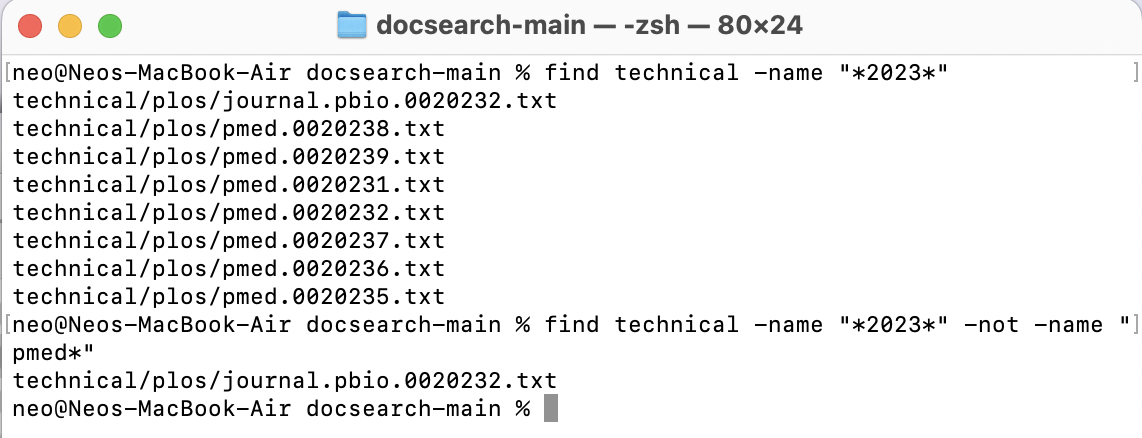 docsearch-main — -zsh — 80×24
[neo@Neos-MacBook-Air docsearch-main % find technical -name "*2023*" ]
technical/plos/journal.pbio.0020232.txt
technical/plos/pmed.0020238.txt
technical/plos/pmed.0020239.txt
technical/plos/pmed.0020231.txt
technical/plos/pmed.0020232.txt
technical/plos/pmed.0020237.txt
technical/plos/pmed.0020236.txt
technical/plos/pmed.0020235.txt
[neo@Neos-MacBook-Air docsearch-main % find technical -name "*2023*" -not -name "]
pmed*"
technical/plos/journal.pbio.0020232.txt
neo@Neos-MacBook-Air docsearch-main %